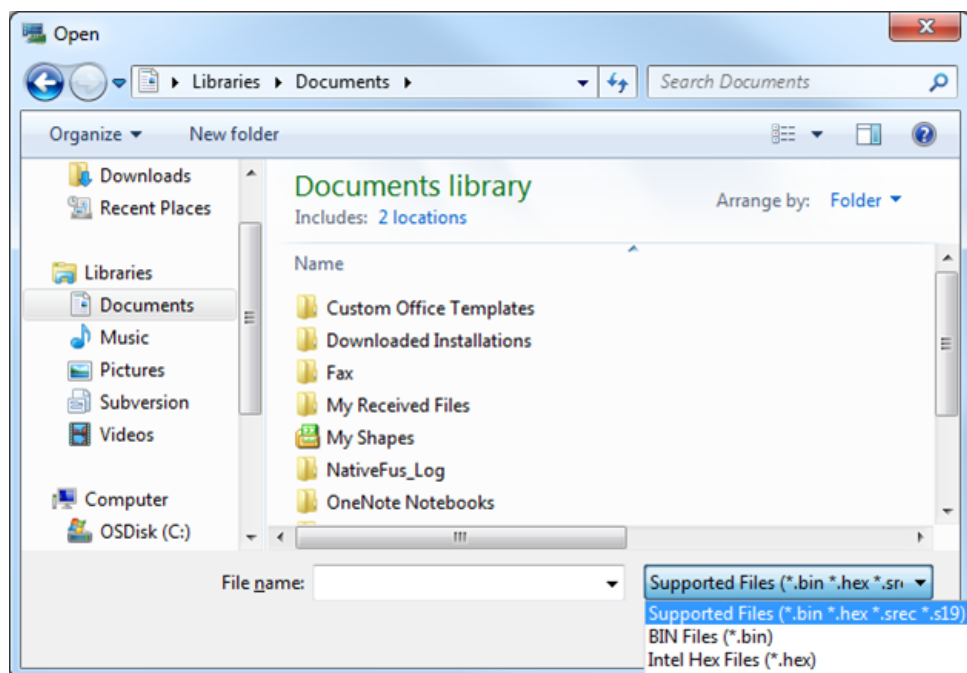 Open
Libraries Documents
Search Documents
Organize New folder
Downloads
Recent Places
Libraries
Documents
Music
Pictures
Subversion
Videos
Computer
OSDisk (C:)
Documents library
Includes: 2 locations
Arrange by: Folder
Name
Custom Office Templates
Downloaded Installations
Fax
My Received Files
My Shapes
NativeFus_Log
OneNote Notebooks
File name:
Supported Files (*.bin *.hex *.sr
Supported Files (*.bin *.hex *.srec *.s19)
BIN Files (*.bin)
Intel Hex Files (*.hex)